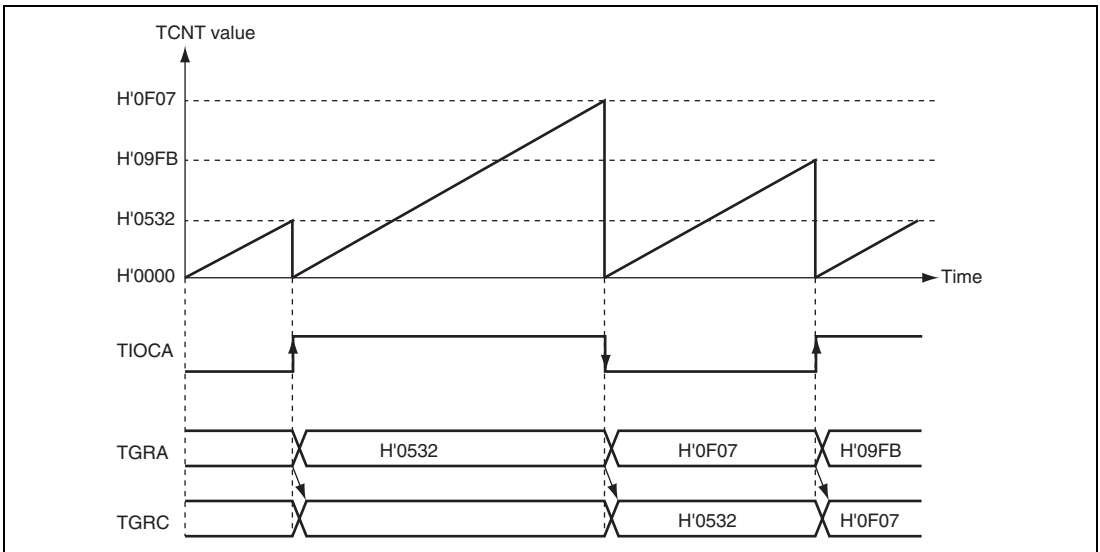 TCNT value
H'0F07
H'09FB
H'0532
H'0000
Time
TIOCA
TGRA
H'0532
H'0F07
H'09FB
TGRC
H'0532
H'0F07